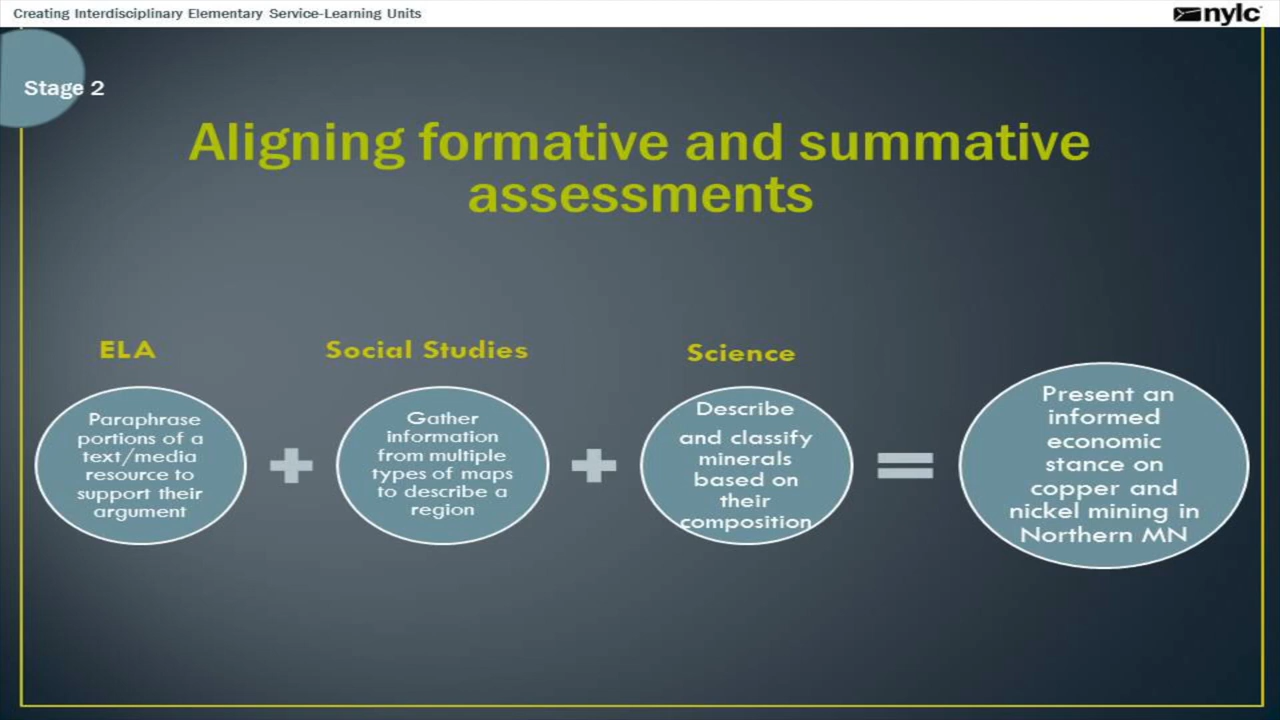 Creating Interdisciplinary Elementary Service-Learning Units
nylc
Stage 2
Aligning formative and summative
assessments
ELA
Paraphrase
portions of a
text/media
resource to
support their
argument
Social Studies
Gather
information
from multiple
types of maps
to describe a
region
Science
Describe
and classify
minerals
based on
their
composition
Present an
informed
economic
stance on
copper and
nickel mining in
Northern MN